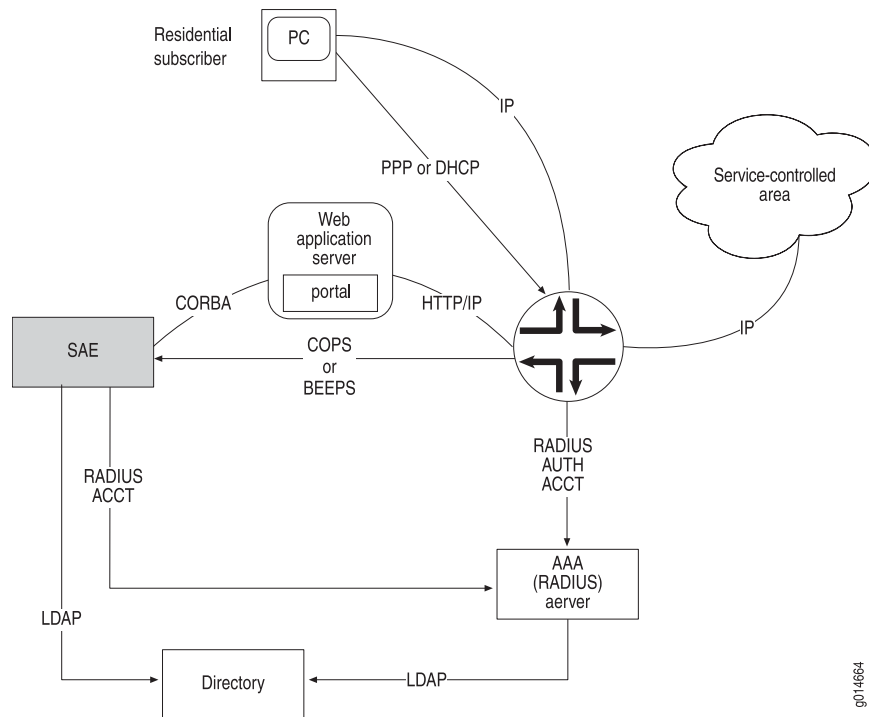 Residential
subscriber
PC
IP
PPP or DHCP
Service-controlled
area
Web
application
server
portal
CORBA
HTTP/IP
SAE
COPS
or
BEEPS
IP
RADIUS
AUTH
ACCT
RADIUS
ACCT
AAA
(RADIUS)
aerver
LDAP
Directory
LDAP
g014664